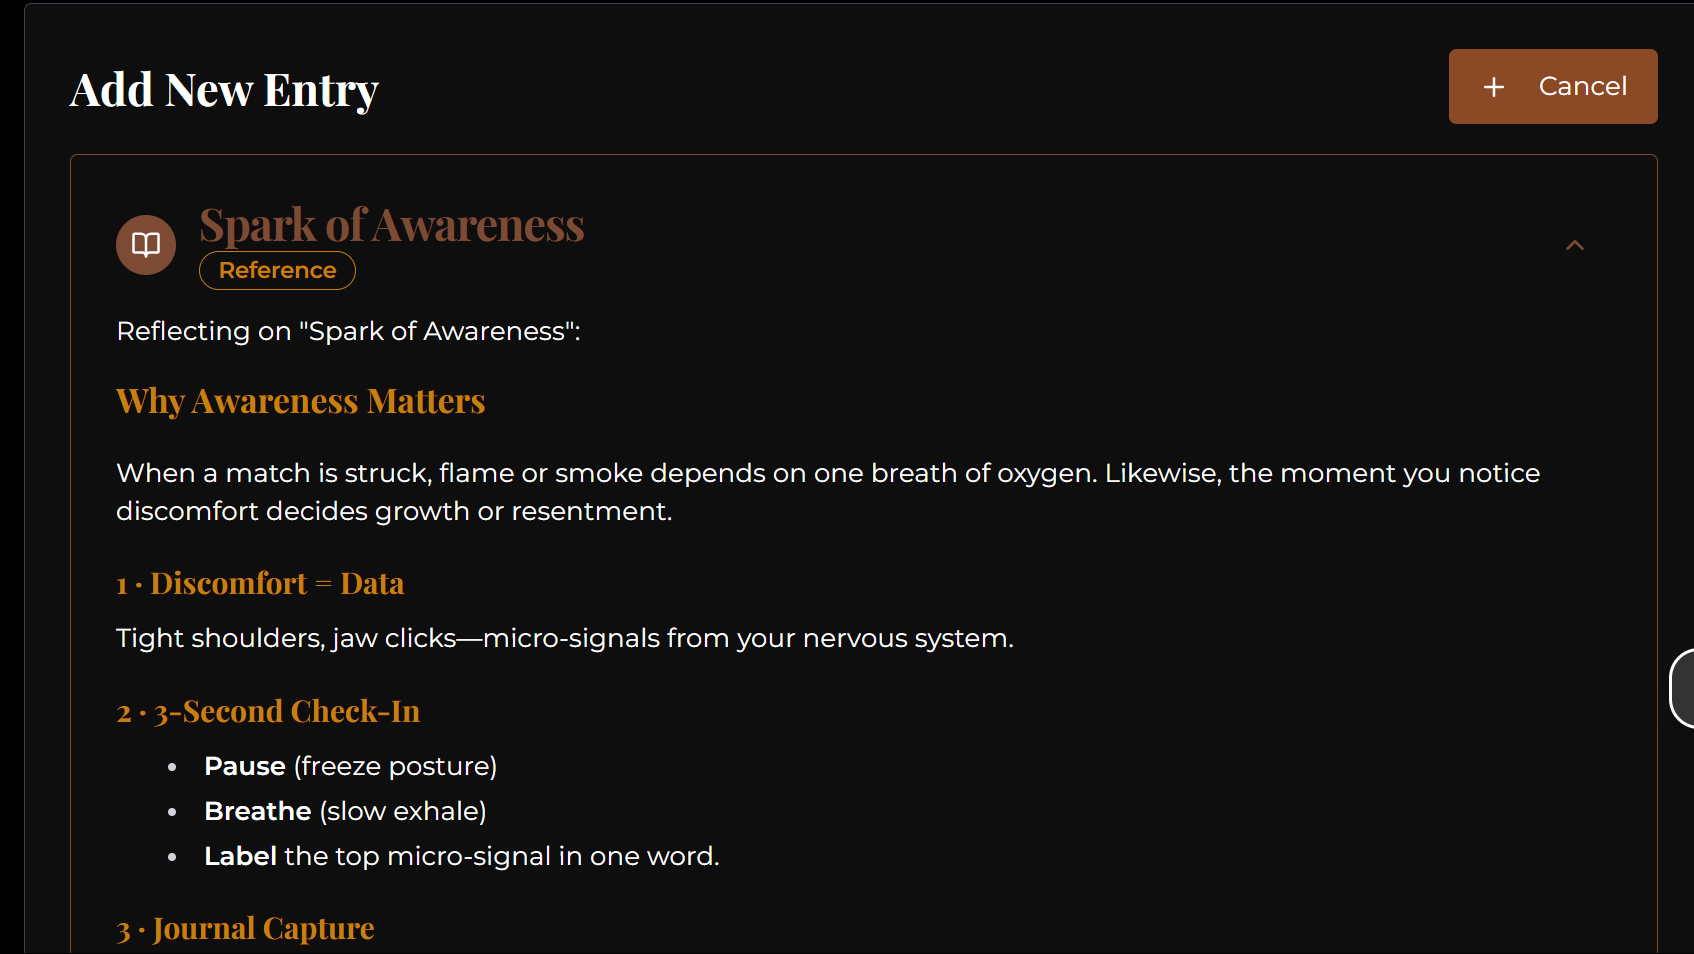 Add New Entry
+ Cancel
Spark of Awareness
Reference
Reflecting on "Spark of Awareness":
Why Awareness Matters
When a match is struck, flame or smoke depends on one breath of oxygen. Likewise, the moment you notice
discomfort decides growth or resentment.
1 · Discomfort = Data
Tight shoulders, jaw clicks—micro-signals from your nervous system.
2 · 3-Second Check-In
• Pause (freeze posture)
• Breathe (slow exhale)
• Label the top micro-signal in one word.
3 · Journal Capture